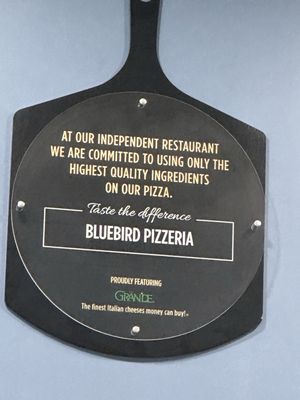 AT OUR INDEPENDENT RESTAURANT
WE ARE COMMITTED TO USING ONLY THE
HIGHEST QUALITY INGREDIENTS
ON OUR PIZZA.
Taste the difference
BLUEBIRD PIZZERIA
PROUDLY FEATURING
GRANDE
The finest Italian cheeses money can buy!